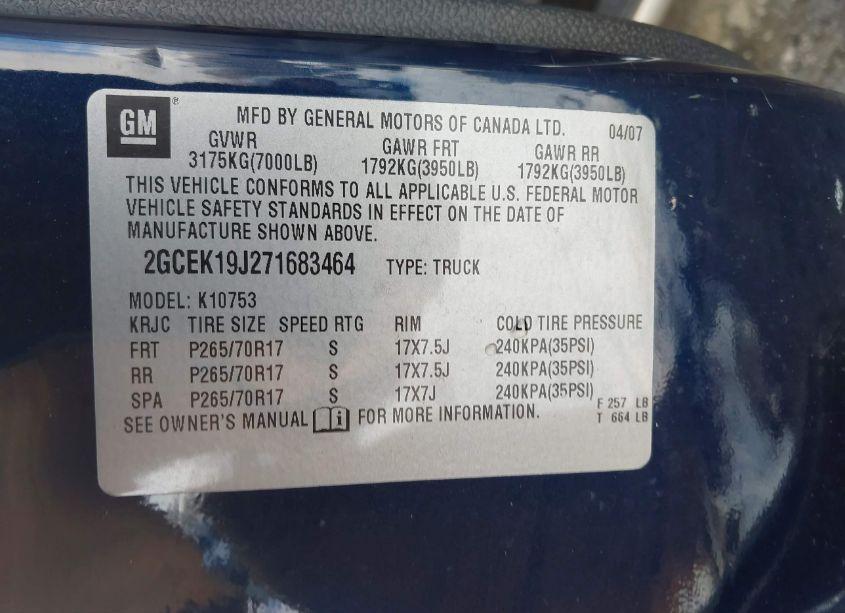 GM ® MFD BY GENERAL MOTORS OF CANADA LTD. 04/07
GVWR GAWR FRT GAWR RR
3175KG(7000LB) 1792KG(3950LB) 1792KG(3950LB)
THIS VEHICLE CONFORMS TO ALL APPLICABLE U.S. FEDERAL MOTOR
VEHICLE SAFETY STANDARDS IN EFFECT ON THE DATE OF
MANUFACTURE SHOWN ABOVE.
2GCEK19J271683464 TYPE: TRUCK
MODEL: K10753
KRJC TIRE SIZE SPEED RTG RIM COLD TIRE PRESSURE
FRT P265/70R17 S 17X7.5J 240KPA(35PSI)
RR P265/70R17 S 17X7.5J 240KPA(35PSI)
SPA P265/70R17 S 17X7J 240KPA(35PSI)
F 257 LB
SEE OWNER'S MANUAL FOR MORE INFORMATION. T 664 LB